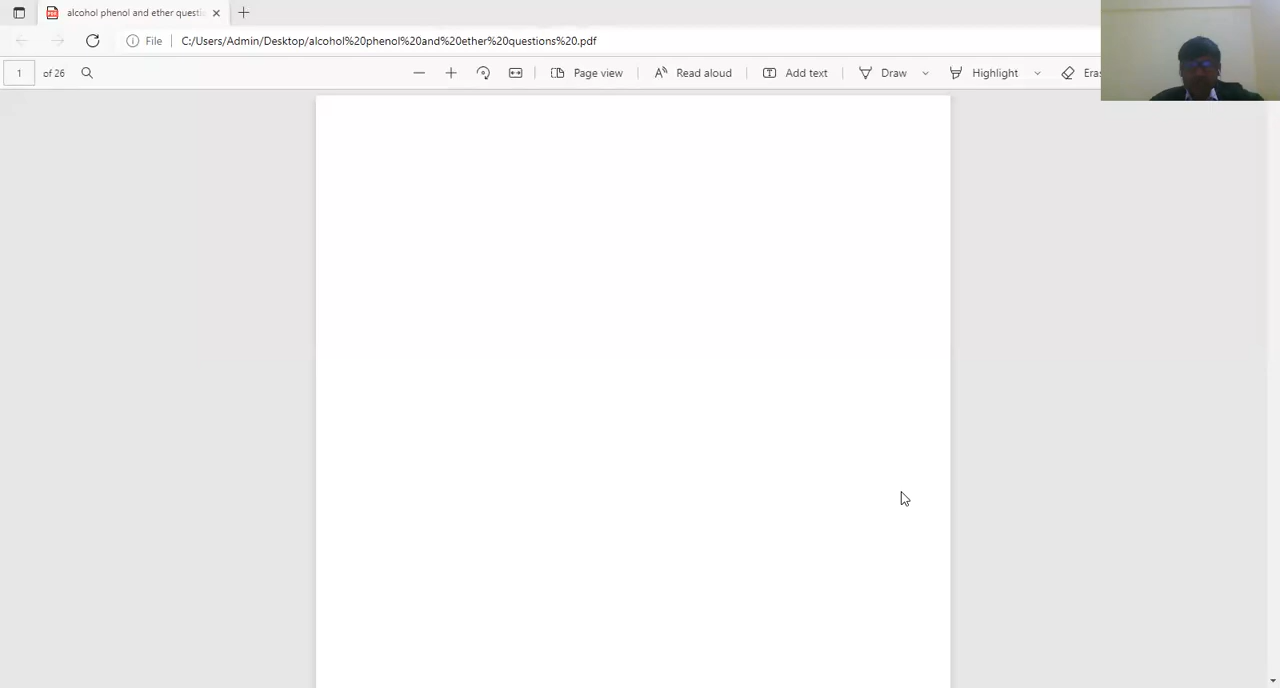 alcohol phenol and ether questi
File C:/Users/Admin/Desktop/alcohol%20phenol%20and%20ether%20questions%20.pdf
1 of 26 Page view Read aloud Add text Draw Highlight Eras